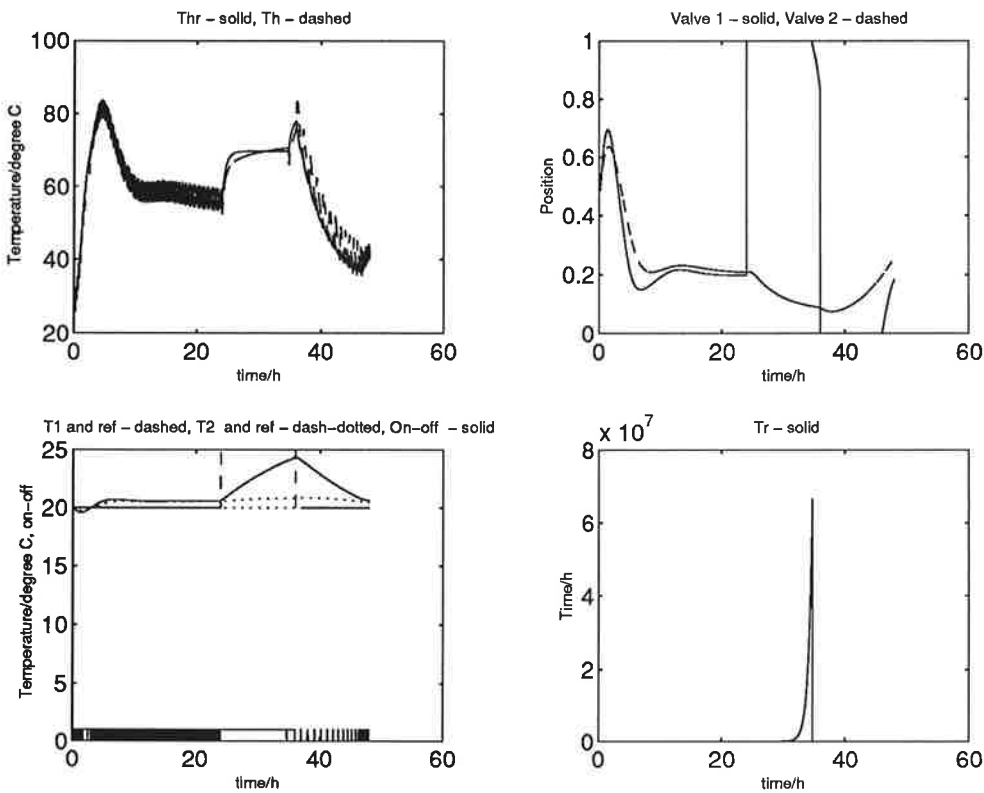 Thr – solid, Th – dashed
100
80
60
40
20
Temperature/degree C
0
20
40
60
time/h
Valve 1 – solid, Valve 2 – dashed
1
0.8
0.6
0.4
0.2
0
Position
0
20
40
60
time/h
T1 and ref – dashed, T2 and ref – dash–dotted, On–off – solid
25
20
15
10
5
0
Temperature/degree C, on–off
0
20
40
60
time/h
x 10^7
Tr – solid
8
6
4
2
0
Time/h
0
20
40
60
time/h